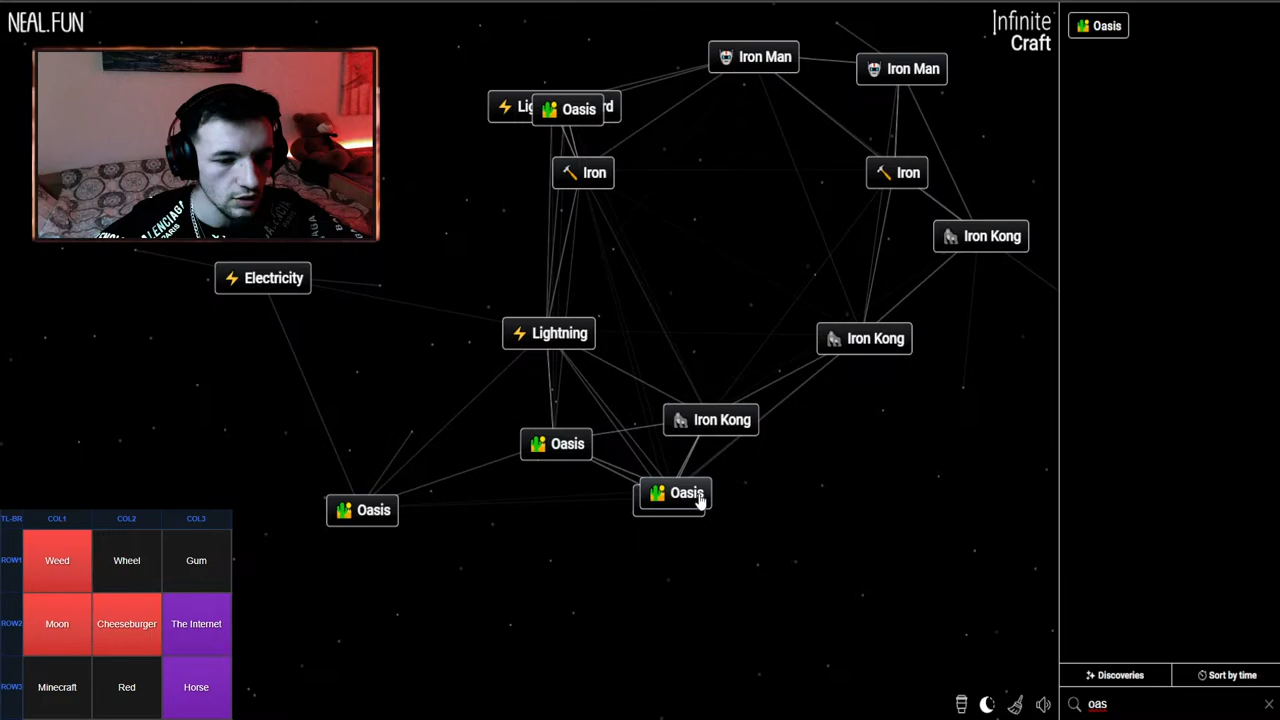 NEAL.FUN
Infinite
Craft
Oasis
Iron Man
Iron Man
Oasis
Iron
Iron
Iron Kong
Electricity
Lightning
Iron Kong
Iron Kong
Oasis
Oasis
Oasis
BALENCIAGA
PARIS
TL-BR COL1 COL2 COL3
ROW1 Weed Wheel Gum
ROW2 Moon Cheeseburger The Internet
ROW3 Minecraft Red Horse
Discoveries
Sort by time
oas